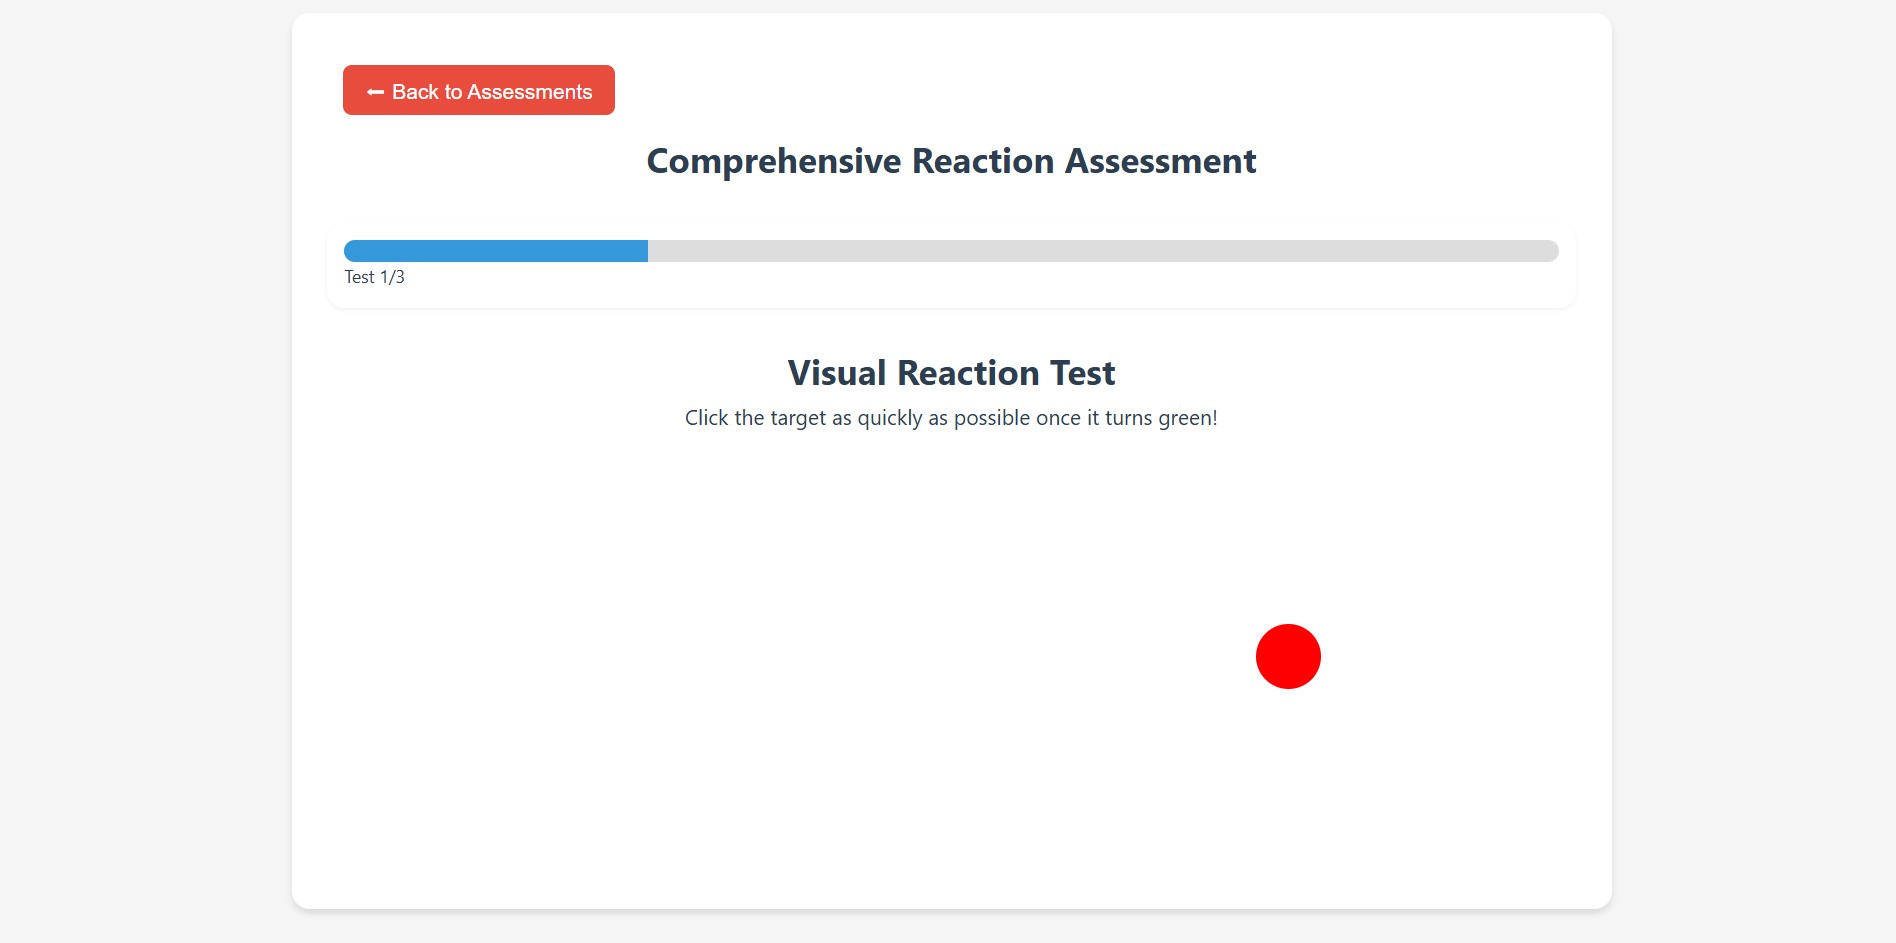 ← Back to Assessments
Comprehensive Reaction Assessment
Test 1/3
Visual Reaction Test
Click the target as quickly as possible once it turns green!